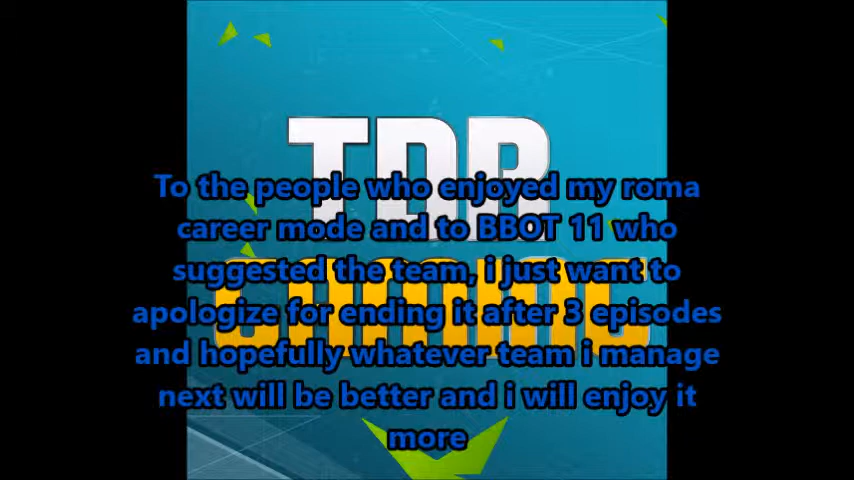 TDR
GAMING
To the people who enjoyed my roma
career mode and to BBOT 11 who
suggested the team, i just want to
apologize for ending it after 3 episodes
and hopefully whatever team i manage
next will be better and i will enjoy it
more